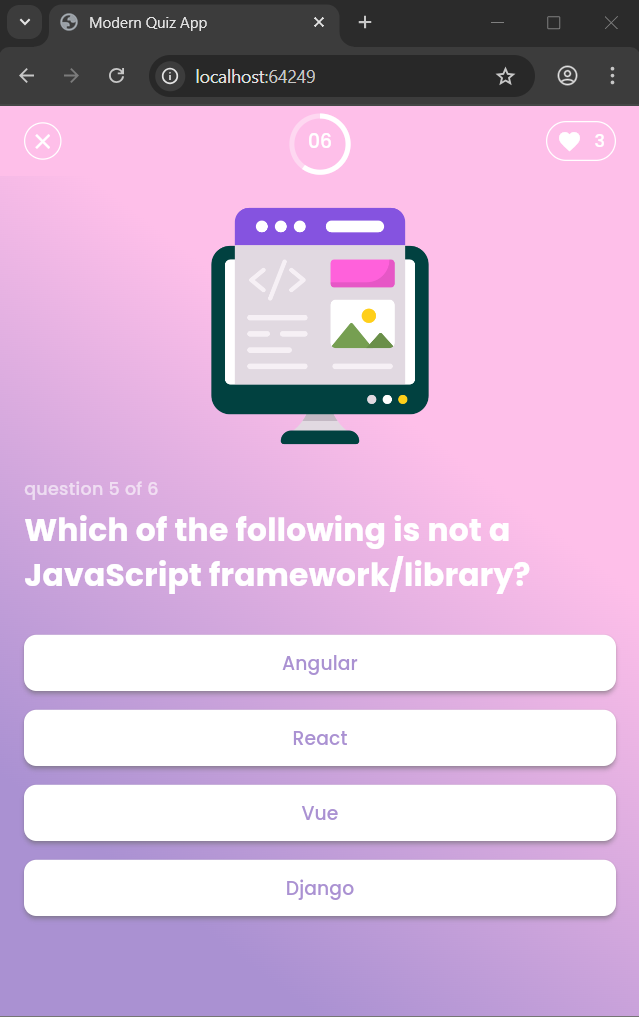 Modern Quiz App
localhost:64249
06
3
</>
question 5 of 6
Which of the following is not a
JavaScript framework/library?
Angular
React
Vue
Django